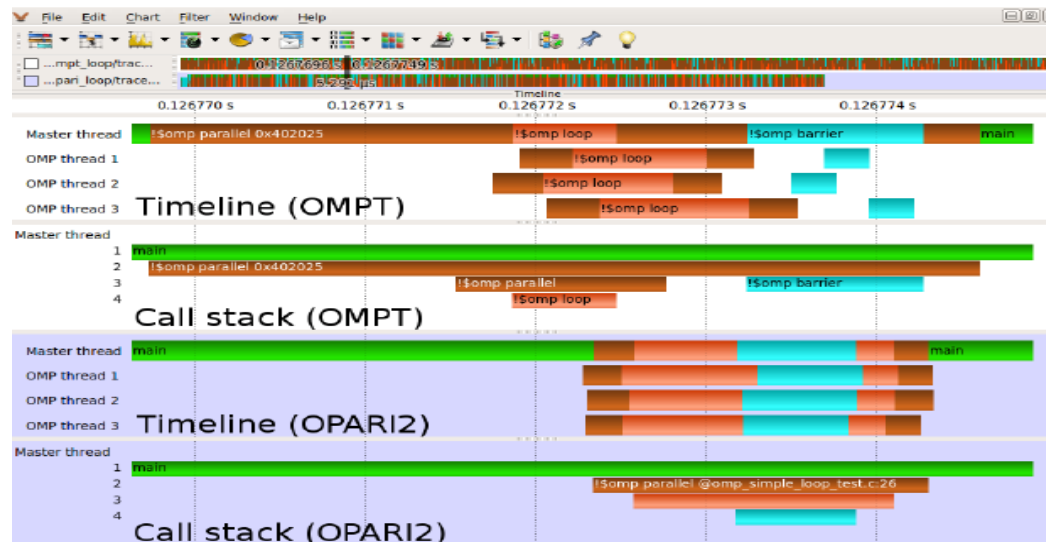 File Edit Chart Filter Window Help
...mpt_loop/trac... 0.1267696 s 0.1267749 s
...pari_loop/trace... 5.297 µs
Timeline
0.126770 s 0.126771 s 0.126772 s 0.126773 s 0.126774 s
Master thread !$omp parallel 0x402025 !$omp loop !$omp barrier main
OMP thread 1 !$omp loop
OMP thread 2 !$omp loop
OMP thread 3 Timeline (OMPT) !$omp loop
Master thread
1 main
2 !$omp parallel 0x402025
3 !$omp parallel !$omp barrier
4 !$omp loop
Call stack (OMPT)
Master thread main main
OMP thread 1
OMP thread 2
OMP thread 3 Timeline (OPARI2)
Master thread
1 main
2 !$omp parallel @omp_simple_loop_test.c:26
3
4
Call stack (OPARI2)